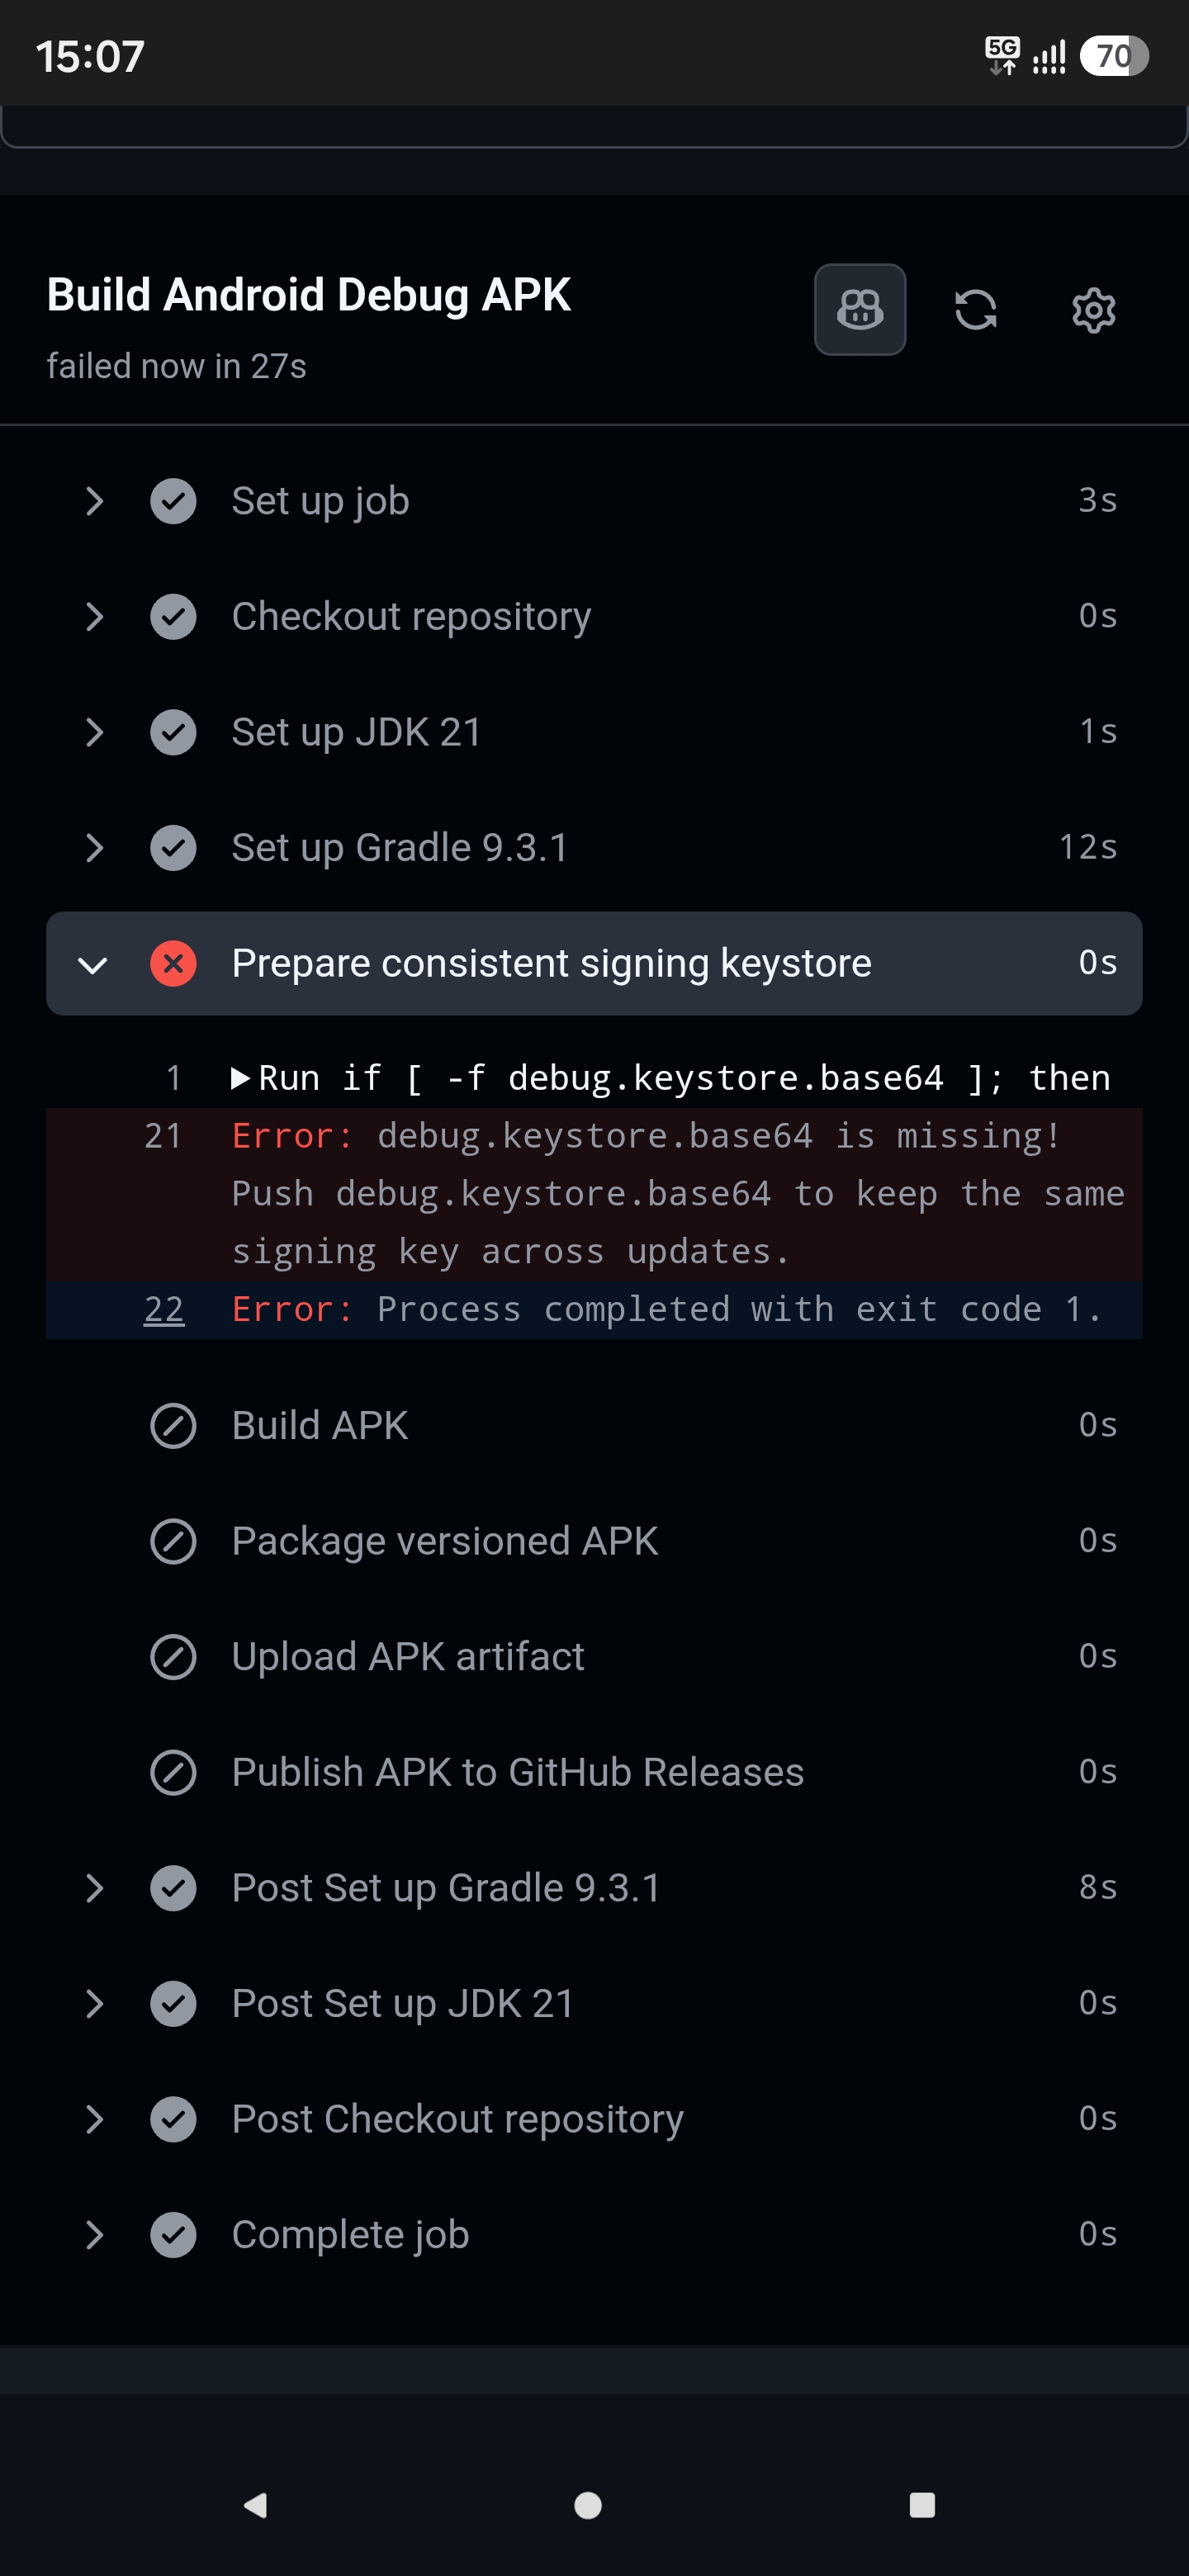 15:07
5G
70
Build Android Debug APK
failed now in 27s
Set up job 3s
Checkout repository 0s
Set up JDK 21 1s
Set up Gradle 9.3.1 12s
Prepare consistent signing keystore 0s
1 Run if [ -f debug.keystore.base64 ]; then
21 Error: debug.keystore.base64 is missing!
Push debug.keystore.base64 to keep the same
signing key across updates.
22 Error: Process completed with exit code 1.
Build APK 0s
Package versioned APK 0s
Upload APK artifact 0s
Publish APK to GitHub Releases 0s
Post Set up Gradle 9.3.1 8s
Post Set up JDK 21 0s
Post Checkout repository 0s
Complete job 0s